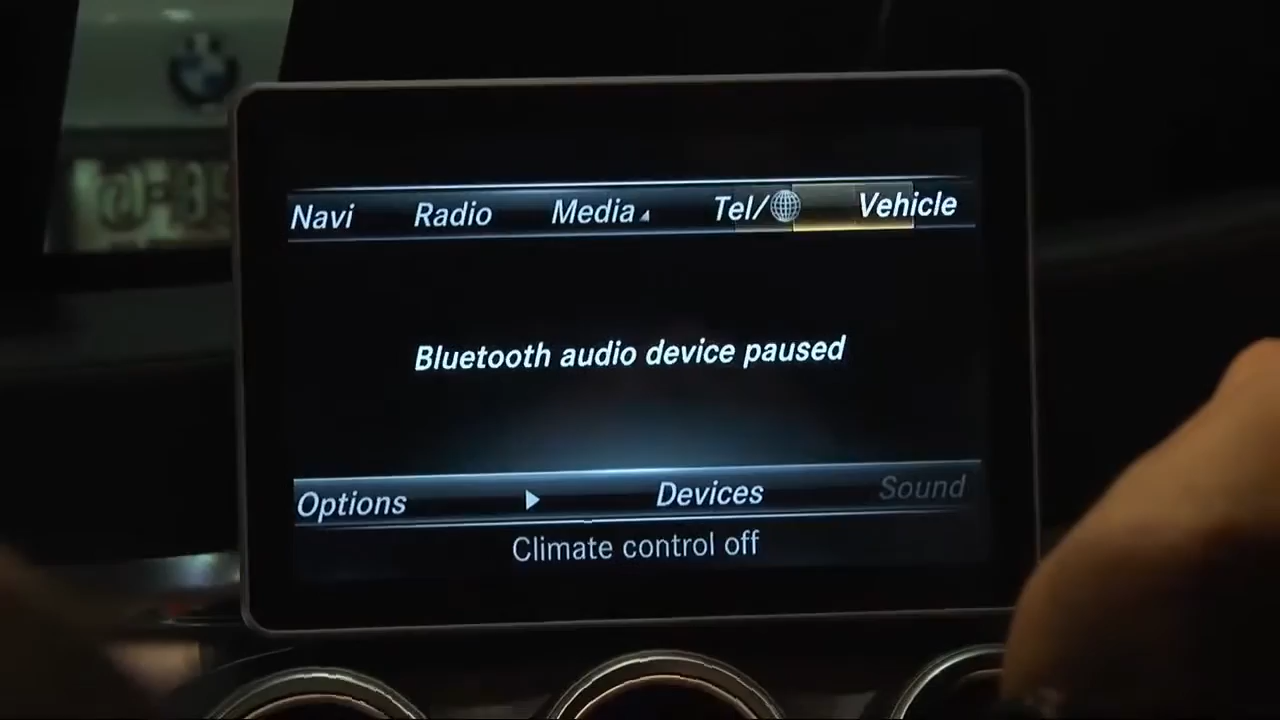 Navi Radio Media Tel/ Vehicle
Bluetooth audio device paused
Options Devices Sound
Climate control off